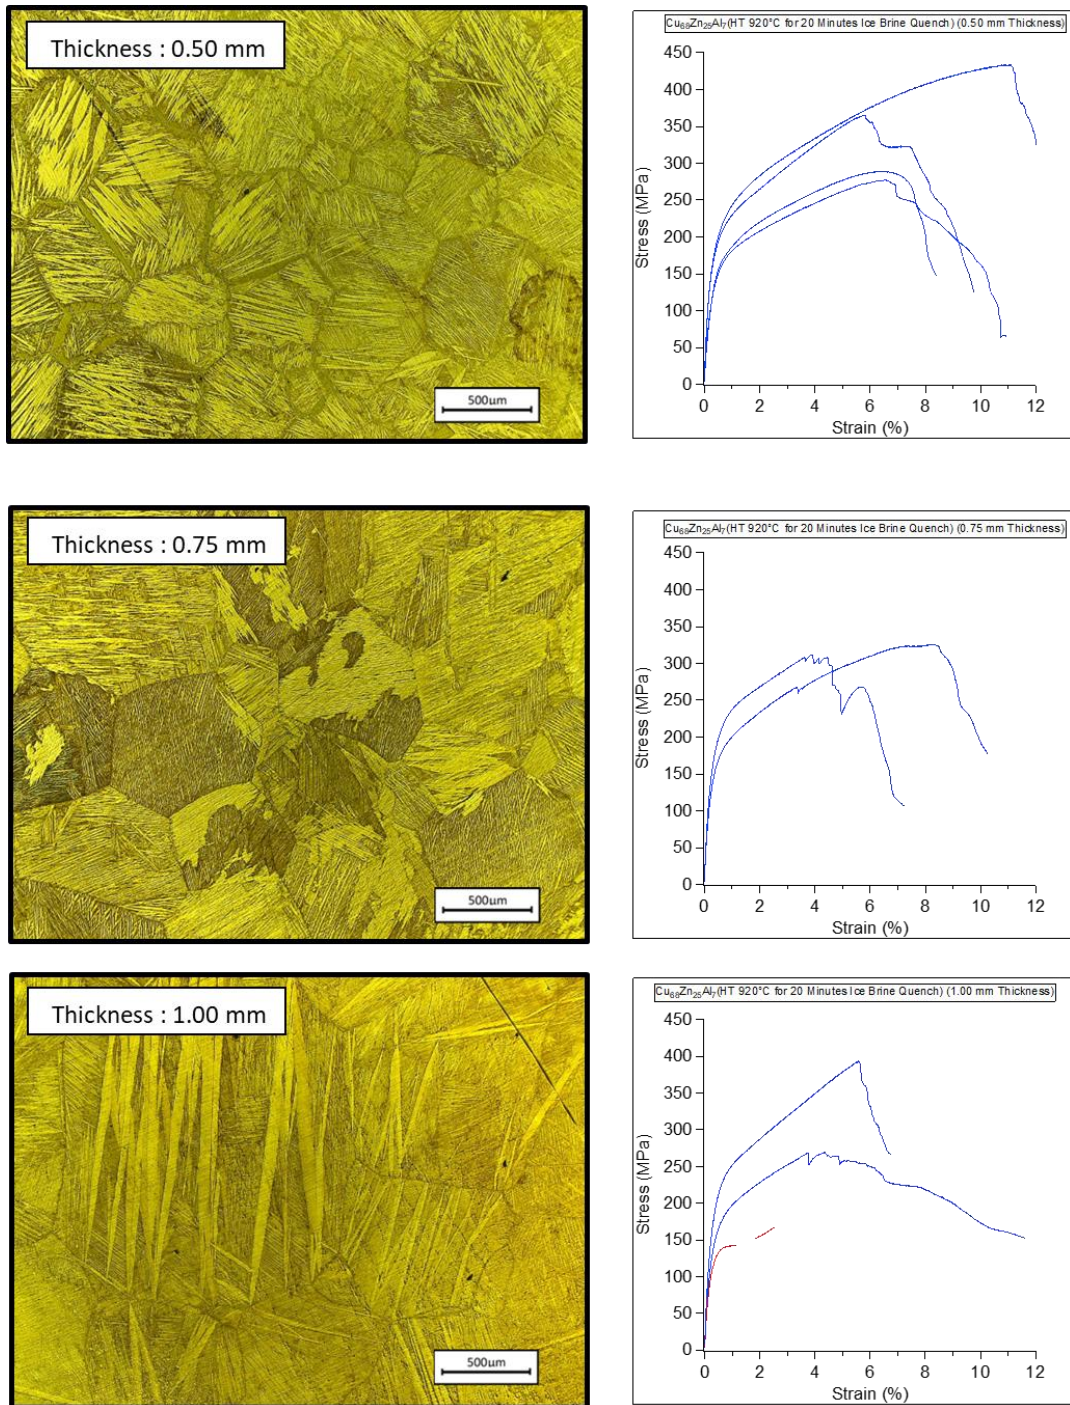 Thickness : 0.50 mm
500µm
Cu68Zn25Al7(HT 920°C for 20 Minutes Ice Brine Quench) (0.50 mm Thickness)
450
400
350
300
250
200
150
100
50
0
Stress (MPa)
0 2 4 6 8 10 12
Strain (%)
Thickness : 0.75 mm
500µm
Cu68Zn25Al7(HT 920°C for 20 Minutes Ice Brine Quench) (0.75 mm Thickness)
450
400
350
300
250
200
150
100
50
0
Stress (MPa)
0 2 4 6 8 10 12
Strain (%)
Thickness : 1.00 mm
500µm
Cu68Zn25Al7(HT 920°C for 20 Minutes Ice Brine Quench) (1.00 mm Thickness)
450
400
350
300
250
200
150
100
50
0
Stress (MPa)
0 2 4 6 8 10 12
Strain (%)